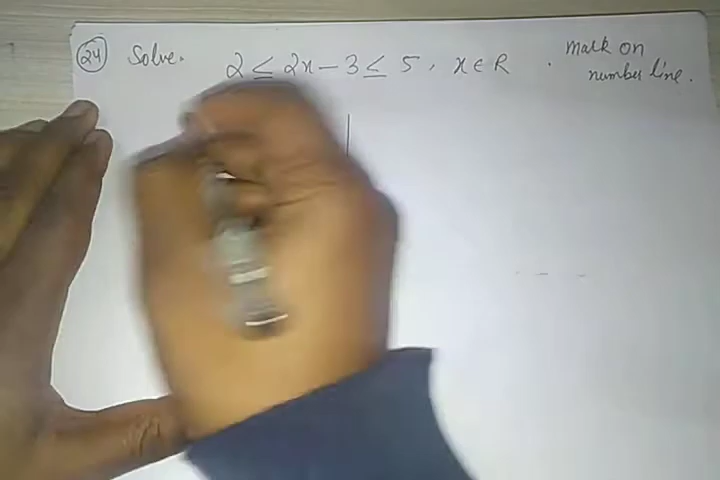 24 Solve. 2 ≤ 2x - 3 ≤ 5, x ∈ R . mark on
number line.